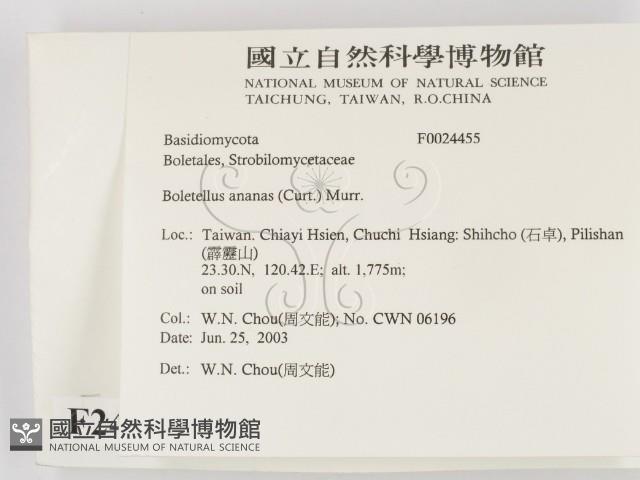 國立自然科學博物館
NATIONAL MUSEUM OF NATURAL SCIENCE
TAICHUNG, TAIWAN, R.O.CHINA
Basidiomycota F0024455
Boletales, Strobilomycetaceae
Boletellus ananas (Curt.) Murr.
Loc.: Taiwan. Chiayi Hsien, Chuchi Hsiang: Shihcho (石卓), Pilishan
(霹靂山)
23.30.N, 120.42.E; alt. 1,775m;
on soil
Col.: W.N. Chou(周文能); No. CWN 06196
Date: Jun. 25, 2003
Det.: W.N. Chou(周文能)
國立自然科學博物館
NATIONAL MUSEUM OF NATURAL SCIENCE